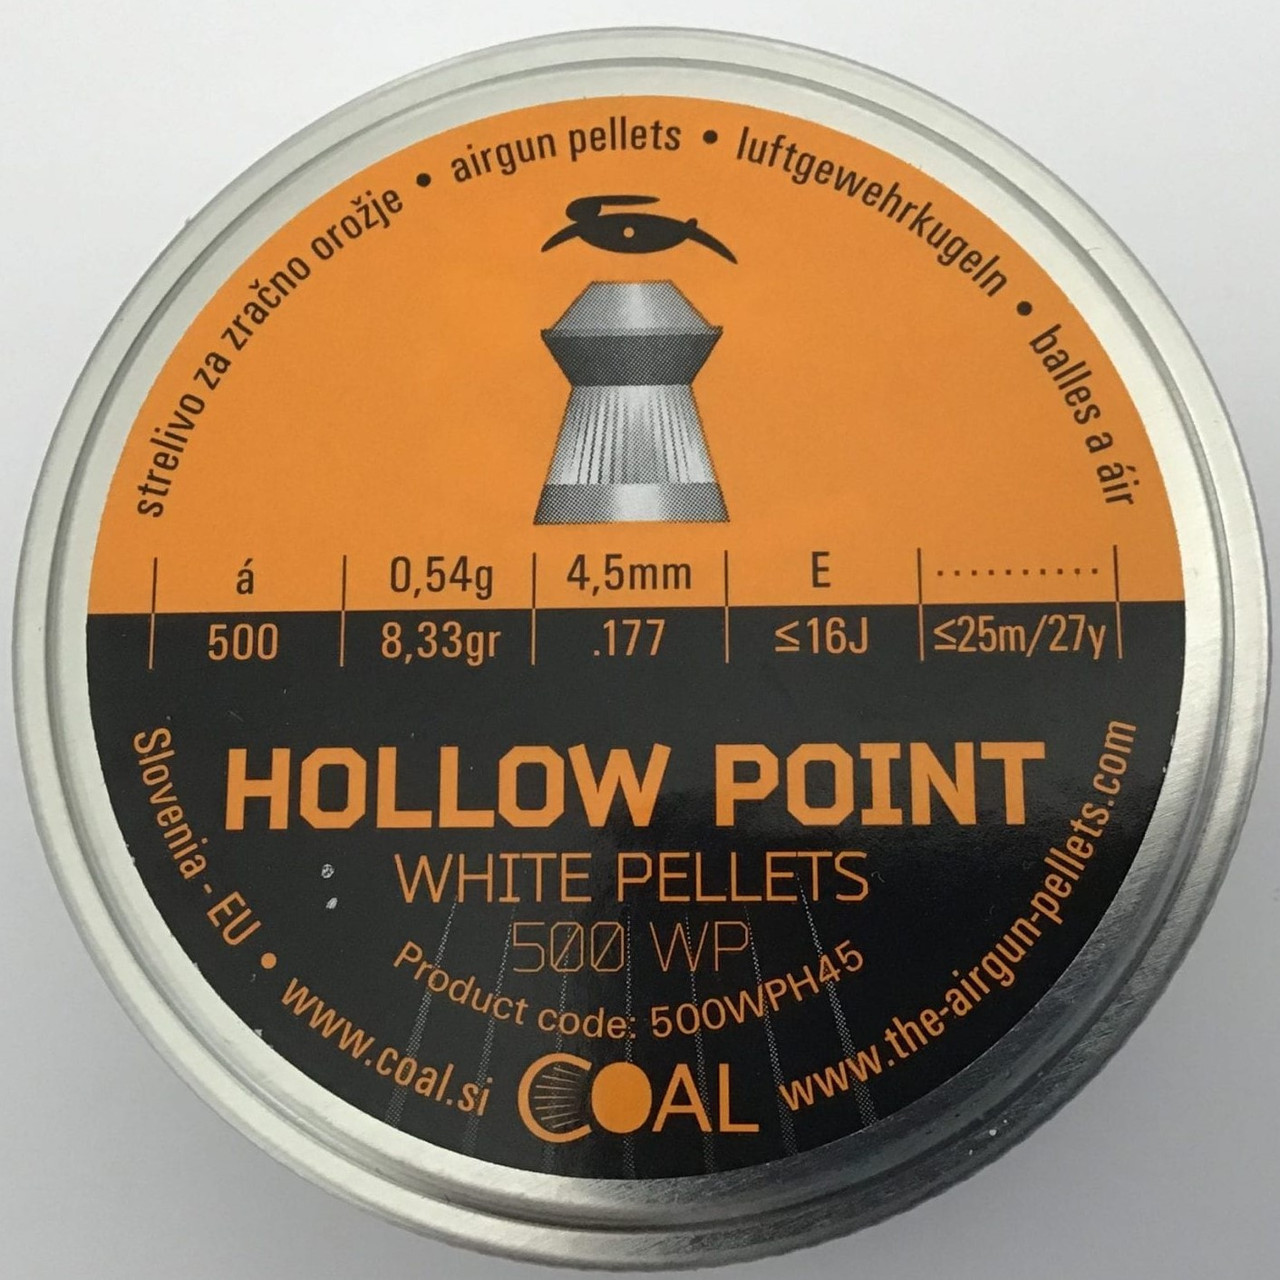 strelivo za zračno orožje • airgun pellets • luftgewehrkugeln • balles a áir
á 0,54g 4,5mm E ..........
500 8,33gr .177 ≤16J ≤25m/27y
HOLLOW POINT
WHITE PELLETS
500 WP
Product code: 500WPH45
Slovenia - EU • www.coal.si
COAL
www.the-airgun-pellets.com